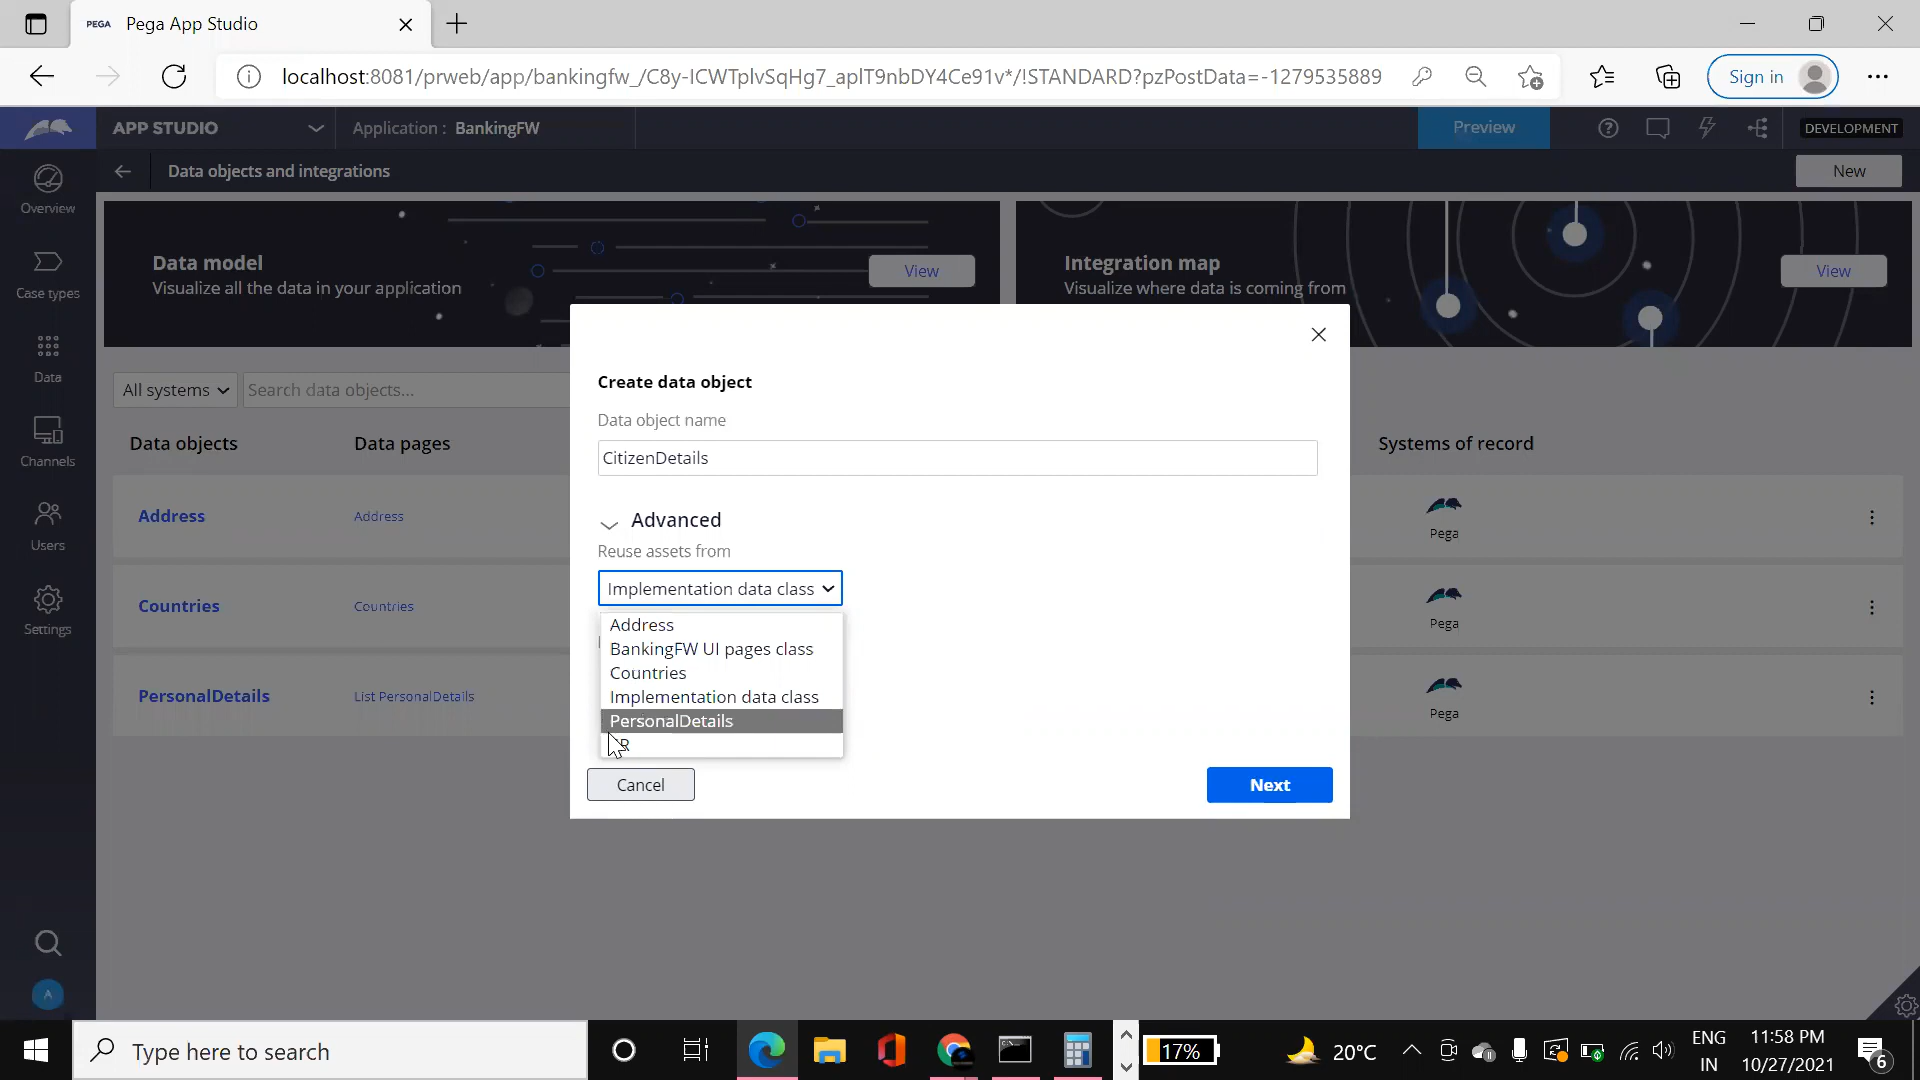 PEGA Pega App Studio
localhost:8081/prweb/app/bankingfw_/C8y-ICWTplvSqHg7_aplT9nbDY4Ce91v*/!STANDARD?pzPostData=-1279535889
Sign in
APP STUDIO
Application : BankingFW
Preview
DEVELOPMENT
Data objects and integrations
New
Overview
Case types
Data
Channels
Users
Settings
A
Data model
Visualize all the data in your application
View
Integration map
Visualize where data is coming from
View
All systems
Search data objects...
Data objects
Data pages
Systems of record
Address
Address
Pega
Countries
Countries
Pega
PersonalDetails
List PersonalDetails
Pega
Create data object
Data object name
CitizenDetails
Advanced
Reuse assets from
Implementation data class
Address
BankingFW UI pages class
Countries
Implementation data class
PersonalDetails
Cancel
Next
Type here to search
17%
20°C
ENG
IN
11:58 PM
10/27/2021
6